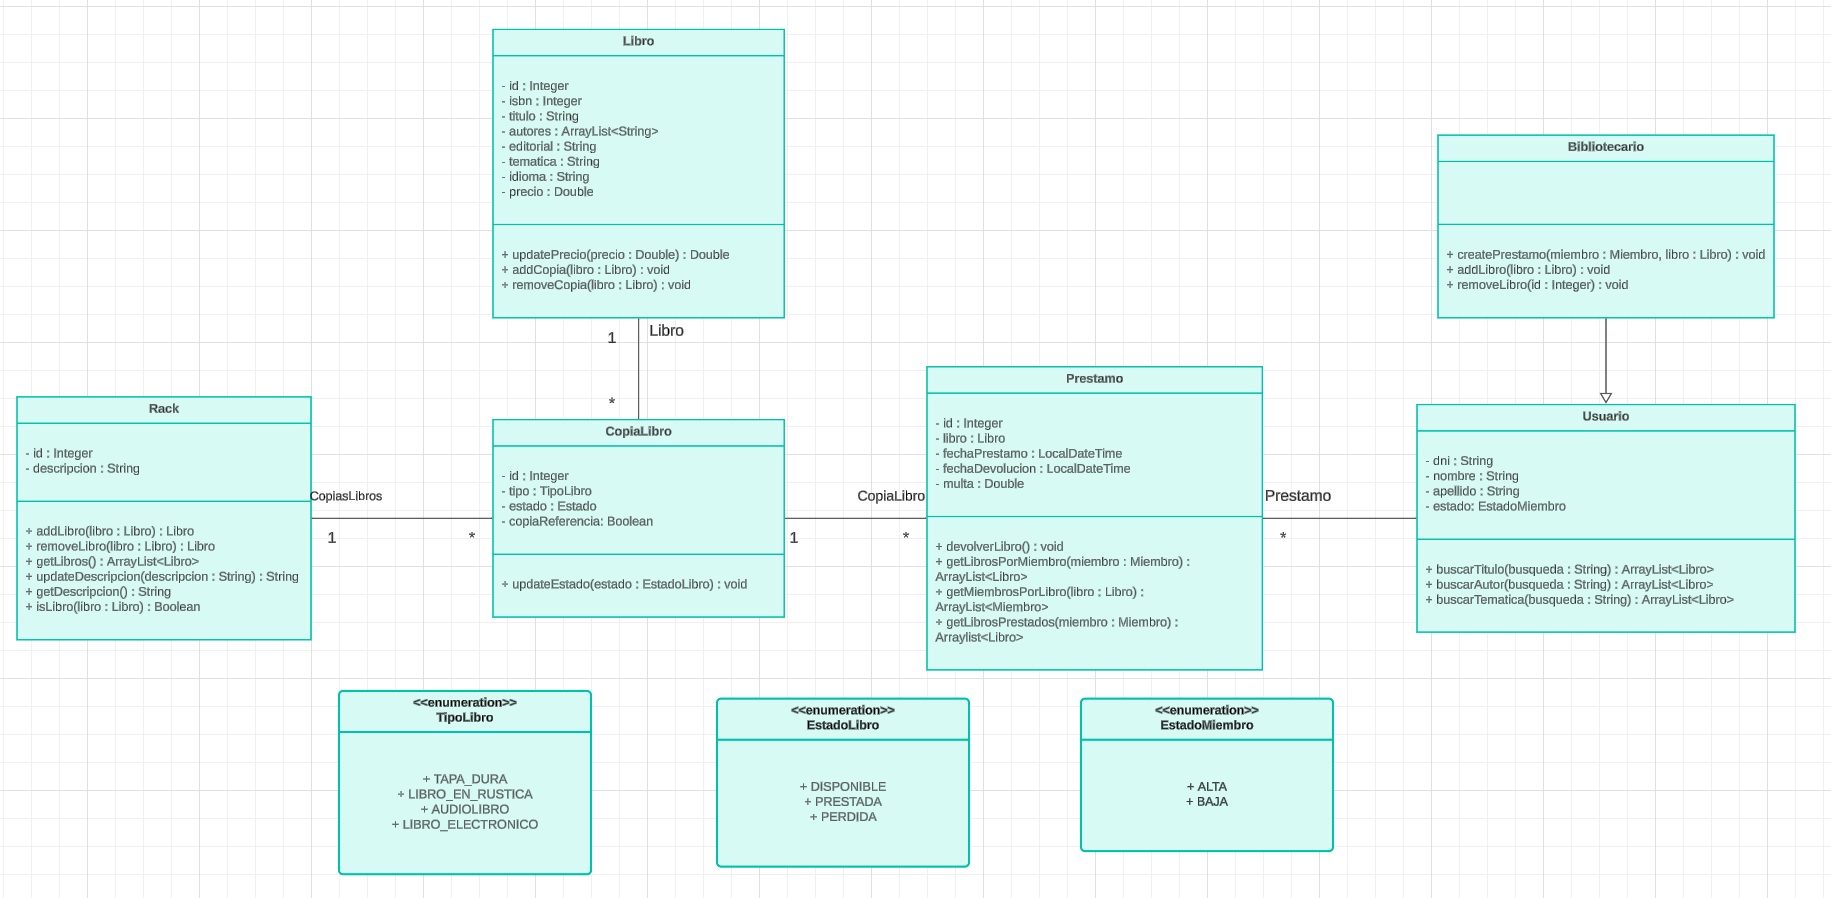 Libro
- id : Integer
- isbn : Integer
- titulo : String
- autores : ArrayList<String>
- editorial : String
- tematica : String
- idioma : String
- precio : Double
+ updatePrecio(precio : Double) : Double
+ addCopia(libro : Libro) : void
+ removeCopia(libro : Libro) : void
Bibliotecario
+ createPrestamo(miembro : Miembro, libro : Libro) : void
+ addLibro(libro : Libro) : void
+ removeLibro(id : Integer) : void
1
Libro
*
Rack
- id : Integer
- descripcion : String
+ addLibro(libro : Libro) : Libro
+ removeLibro(libro : Libro) : Libro
+ getLibros() : ArrayList<Libro>
+ updateDescripcion(descripcion : String) : String
+ getDescripcion() : String
+ isLibro(libro : Libro) : Boolean
CopiasLibros
1
*
CopiaLibro
- id : Integer
- tipo : TipoLibro
- estado : Estado
- copiaReferencia: Boolean
+ updateEstado(estado : EstadoLibro) : void
CopiaLibro
1
*
Prestamo
- id : Integer
- libro : Libro
- fechaPrestamo : LocalDateTime
- fechaDevolucion : LocalDateTime
- multa : Double
+ devolverLibro() : void
+ getLibrosPorMiembro(miembro : Miembro) :
ArrayList<Libro>
+ getMiembrosPorLibro(libro : Libro) :
ArrayList<Miembro>
+ getLibrosPrestados(miembro : Miembro) :
Arraylist<Libro>
Prestamo
*
Usuario
- dni : String
- nombre : String
- apellido : String
- estado: EstadoMiembro
+ buscarTitulo(busqueda : String) : ArrayList<Libro>
+ buscarAutor(busqueda : String) : ArrayList<Libro>
+ buscarTematica(busqueda : String) : ArrayList<Libro>
<<enumeration>>
TipoLibro
+ TAPA_DURA
+ LIBRO_EN_RUSTICA
+ AUDIOLIBRO
+ LIBRO_ELECTRONICO
<<enumeration>>
EstadoLibro
+ DISPONIBLE
+ PRESTADA
+ PERDIDA
<<enumeration>>
EstadoMiembro
+ ALTA
+ BAJA